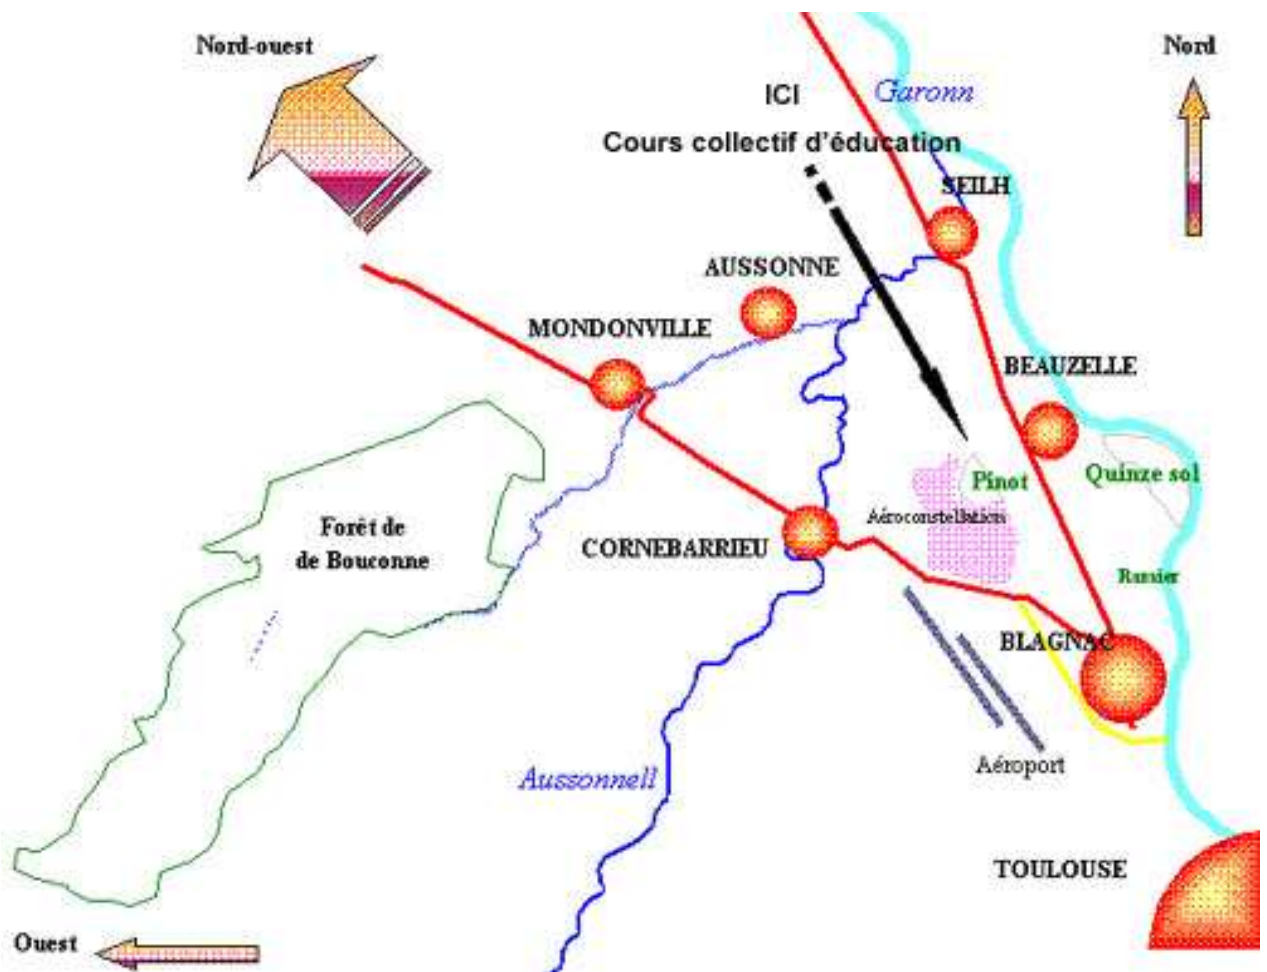 Nord-ouest
Nord
ICI
Garonn
Cours collectif d'éducation
SEILH
AUSSONNE
MONDONVILLE
BEAUZELLE
Pinot
Quinze sol
Aéroconstellation
Forêt de
de Bouconne
CORNEBARRIEU
Ramier
BLAGNAC
Aéroport
Aussonnell
TOULOUSE
Ouest